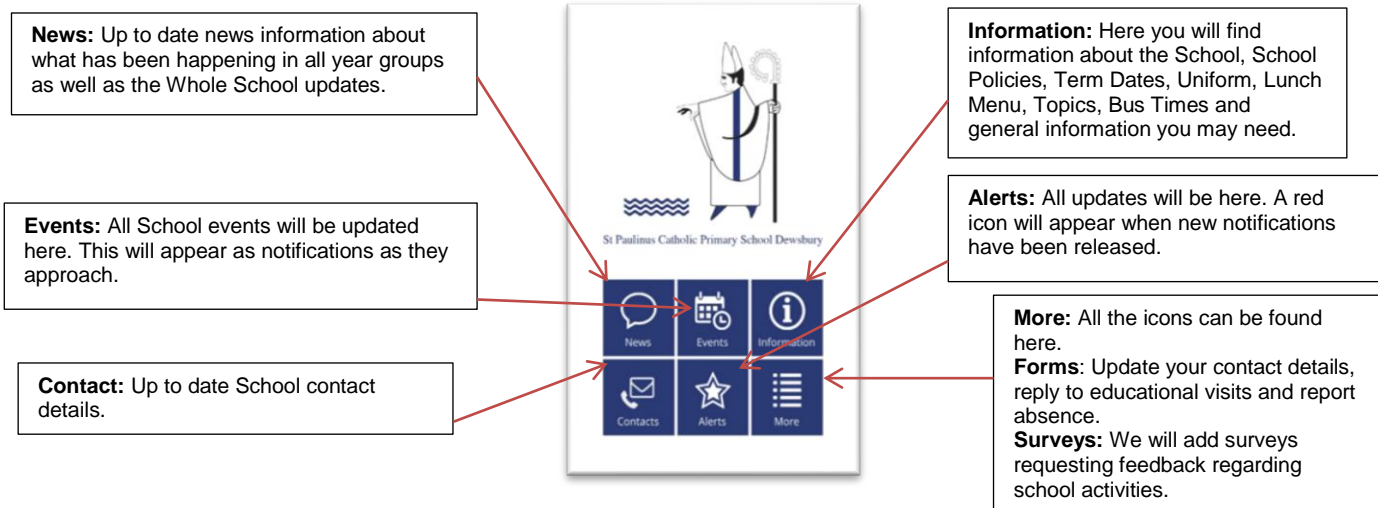 News: Up to date news information about
what has been happening in all year groups
as well as the Whole School updates.
Events: All School events will be updated
here. This will appear as notifications as they
approach.
Contact: Up to date School contact
details.
St Paulinus Catholic Primary School Dewsbury
News
Events
Information
Contacts
Alerts
More
Information: Here you will find
information about the School, School
Policies, Term Dates, Uniform, Lunch
Menu, Topics, Bus Times and
general information you may need.
Alerts: All updates will be here. A red
icon will appear when new notifications
have been released.
More: All the icons can be found
here.
Forms: Update your contact details,
reply to educational visits and report
absence.
Surveys: We will add surveys
requesting feedback regarding
school activities.